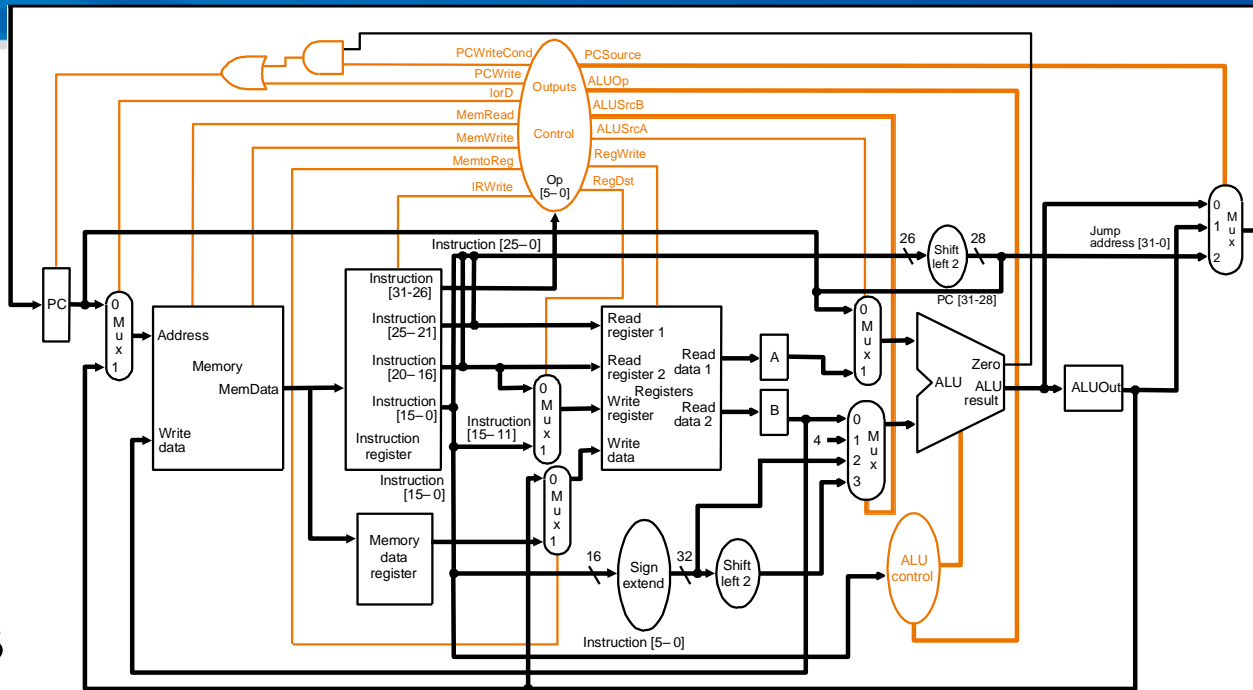 PCWriteCond
PCWrite
IorD
MemRead
MemWrite
MemtoReg
IRWrite
Outputs
Control
Op
[5–0]
PCSource
ALUOp
ALUSrcB
ALUSrcA
RegWrite
RegDst
PC
0
M
u
x
1
Address
Memory
MemData
Write
data
Instruction [25–0]
Instruction
[31-26]
Instruction
[25–21]
Instruction
[20–16]
Instruction
[15–0]
Instruction
register
Instruction
[15–0]
Memory
data
register
Instruction
[15–11]
0
M
u
x
1
0
M
u
x
1
Read
register 1
Read
register 2
Registers
Write
register
Write
data
Read
data 1
Read
data 2
16
Sign
extend
32
Shift
left 2
Instruction [5–0]
A
B
4
26
Shift
left 2
28
PC [31-28]
Jump
address [31-0]
0
M
u
x
1
0
1
2
3
M
u
x
Zero
ALU
ALU
result
ALU
control
ALUOut
0
1
2
M
u
x